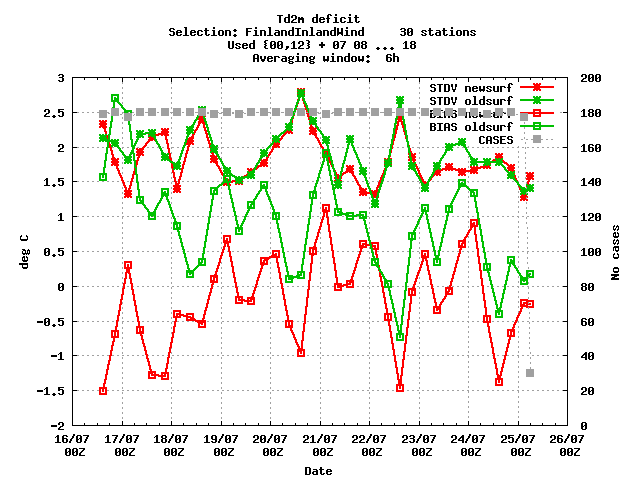 Td2m deficit
Selection: FinlandInlandWind 30 stations
Used {00,12} + 07 08 ... 18
Averaging window: 6h
STDV newsurf
STDV oldsurf
BIAS newsurf
BIAS oldsurf
CASES
3
2.5
2
1.5
1
0.5
0
-0.5
-1
-1.5
-2
deg C
200
180
160
140
120
100
80
60
40
20
0
No cases
16/07 17/07 18/07 19/07 20/07 21/07 22/07 23/07 24/07 25/07 26/07
00Z 00Z 00Z 00Z 00Z 00Z 00Z 00Z 00Z 00Z 00Z
Date